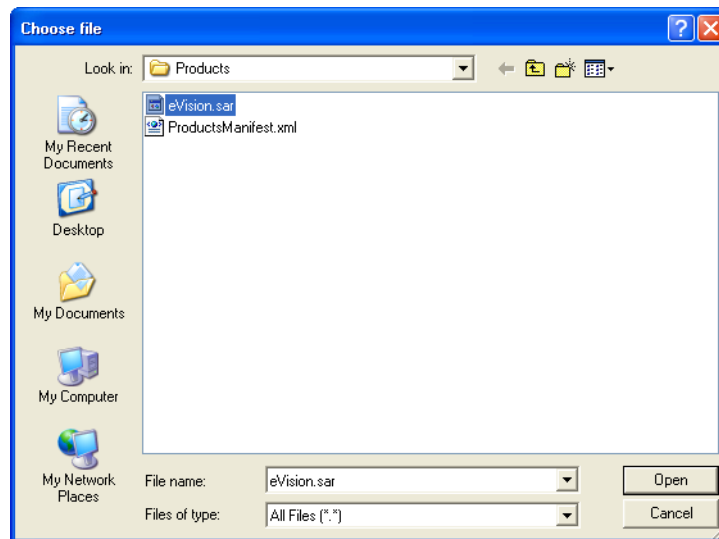 Choose file
Look in: Products
eVision.sar
ProductsManifest.xml
My Recent
Documents
Desktop
My Documents
My Computer
My Network
Places
File name: eVision.sar Open
Files of type: All Files (*.*) Cancel